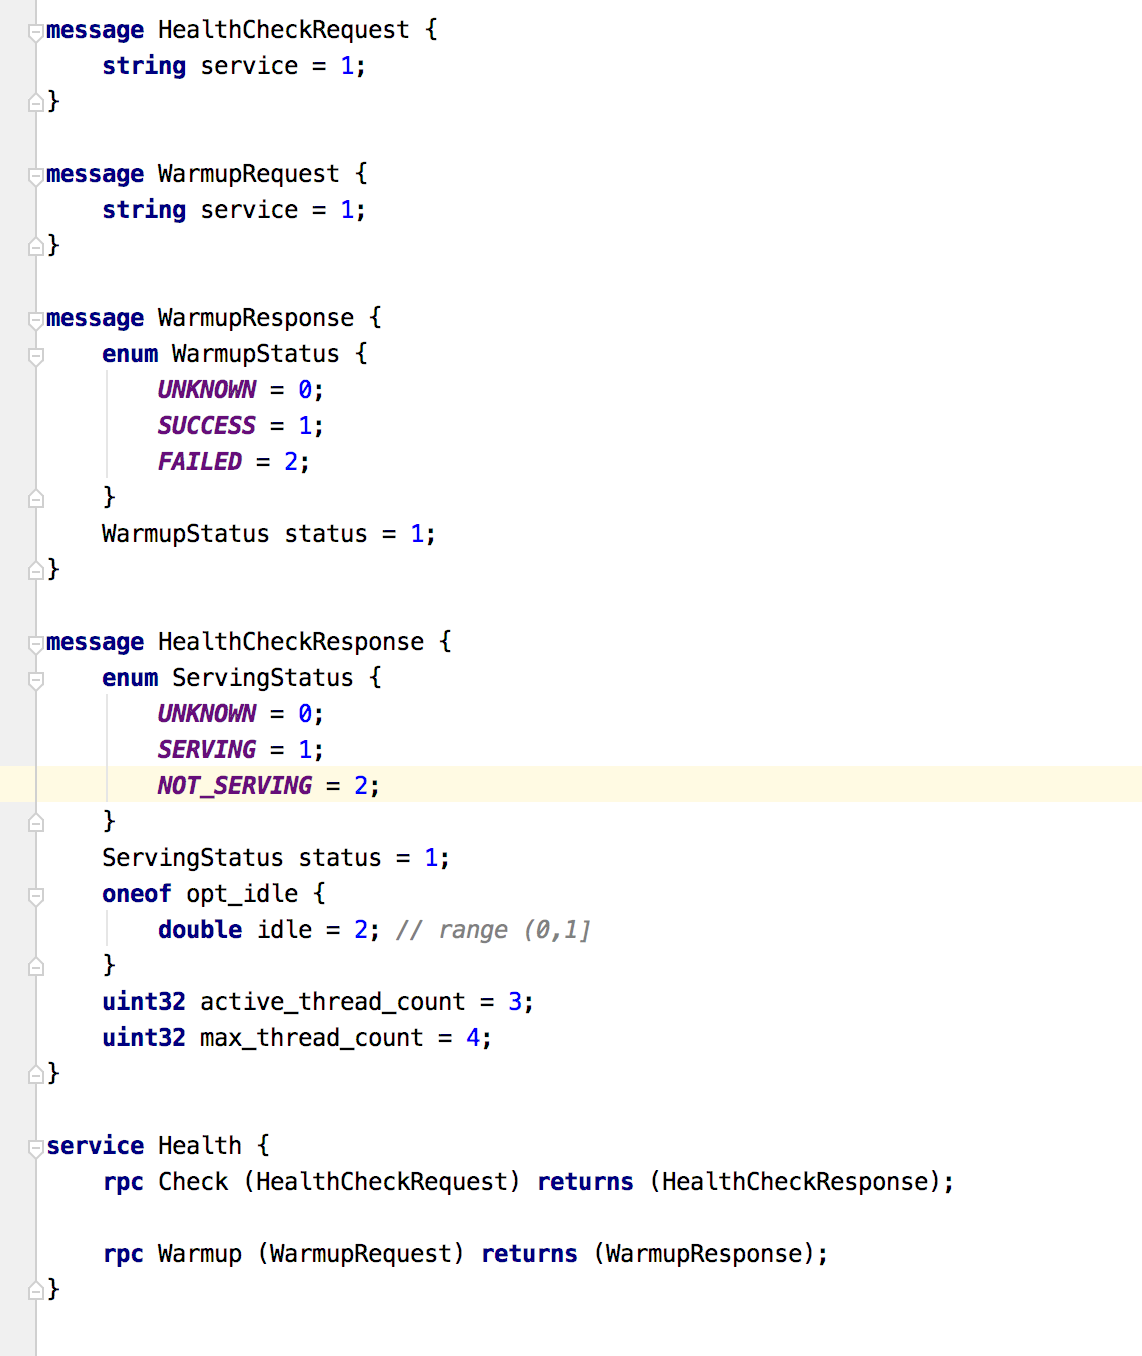 message HealthCheckRequest {
    string service = 1;
}

message WarmupRequest {
    string service = 1;
}

message WarmupResponse {
    enum WarmupStatus {
        UNKNOWN = 0;
        SUCCESS = 1;
        FAILED = 2;
    }
    WarmupStatus status = 1;
}

message HealthCheckResponse {
    enum ServingStatus {
        UNKNOWN = 0;
        SERVING = 1;
        NOT_SERVING = 2;
    }
    ServingStatus status = 1;
    oneof opt_idle {
        double idle = 2; // range (0,1]
    }
    uint32 active_thread_count = 3;
    uint32 max_thread_count = 4;
}

service Health {
    rpc Check (HealthCheckRequest) returns (HealthCheckResponse);

    rpc Warmup (WarmupRequest) returns (WarmupResponse);
}